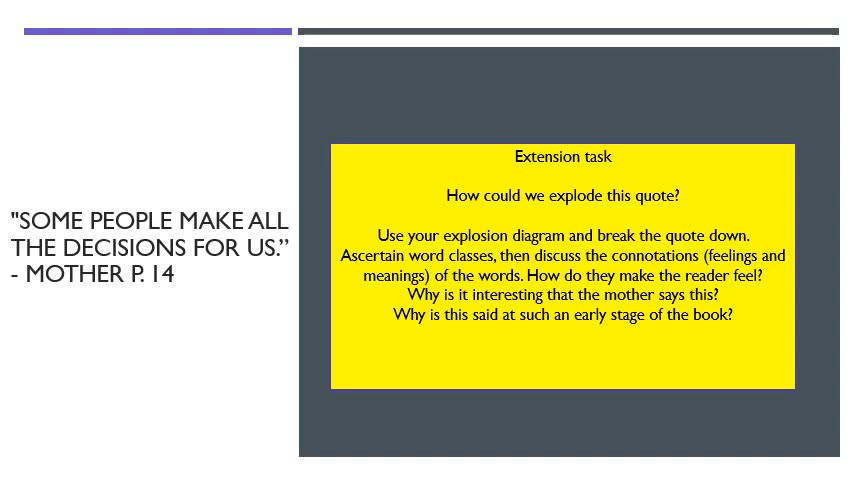 "SOME PEOPLE MAKE ALL
THE DECISIONS FOR US.”
- MOTHER P. 14
Extension task
How could we explode this quote?
Use your explosion diagram and break the quote down.
Ascertain word classes, then discuss the connotations (feelings and
meanings) of the words. How do they make the reader feel?
Why is it interesting that the mother says this?
Why is this said at such an early stage of the book?